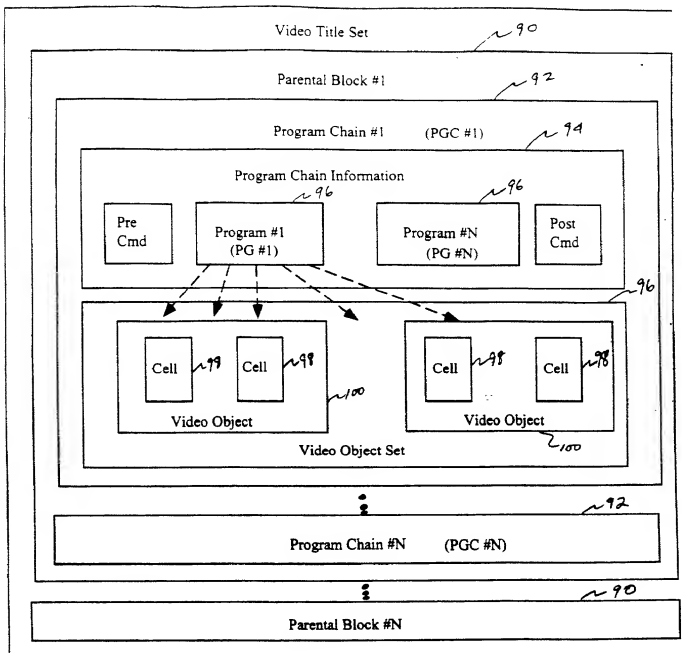 Video Title Set
90
Parental Block #1
92
Program Chain #1 (PGC #1)
94
Program Chain Information
96
96
Pre
Cmd
Program #1
(PG #1)
Program #N
(PG #N)
Post
Cmd
96
Cell
98
Cell
98
Cell
98
Cell
98
100
Video Object
Video Object
100
Video Object Set
92
Program Chain #N (PGC #N)
90
Parental Block #N